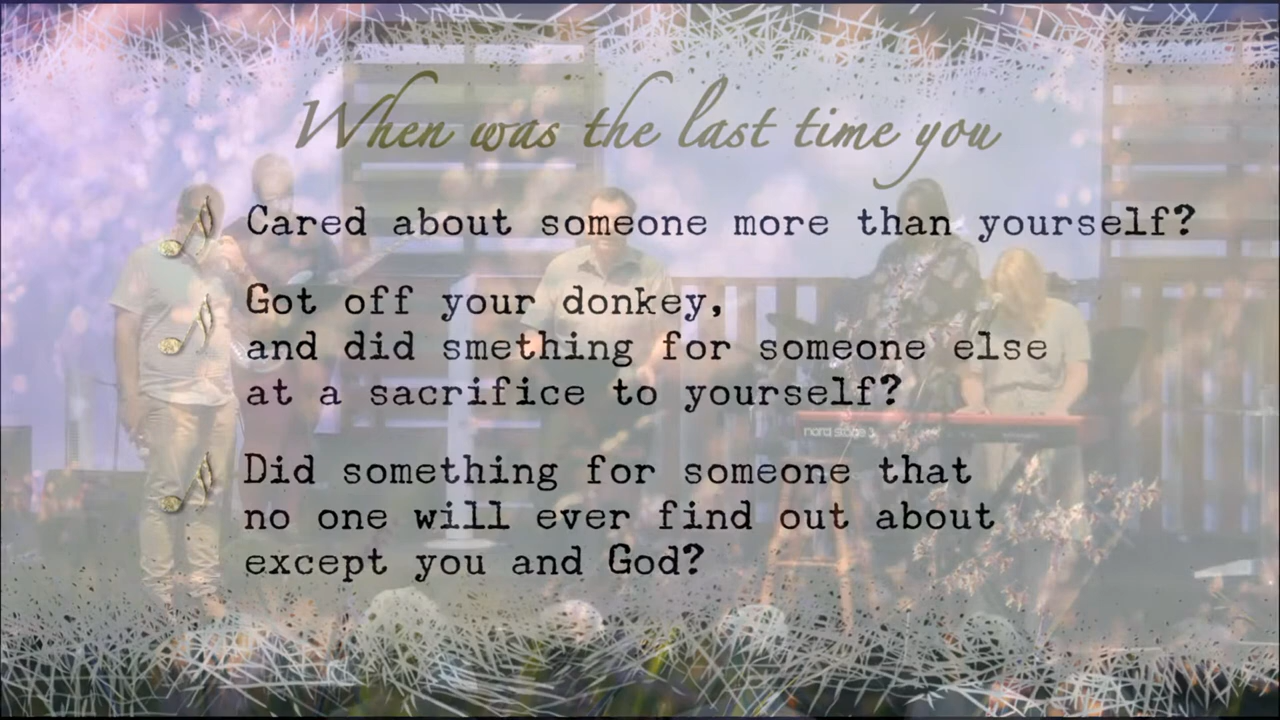 When was the last time you
Cared about someone more than yourself?
Got off your donkey,
and did smething for someone else
at a sacrifice to yourself?
Did something for someone that
no one will ever find out about
except you and God?
nord stage 3